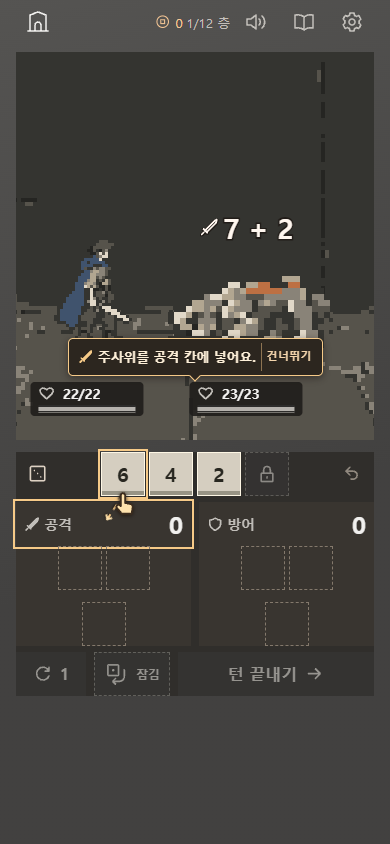 0 1/12 층
7 + 2
주사위를 공격 칸에 넣어요. 건너뛰기
22/22 23/23
6 4 2
공격 0 방어 0
1 잠김 턴 끝내기 →